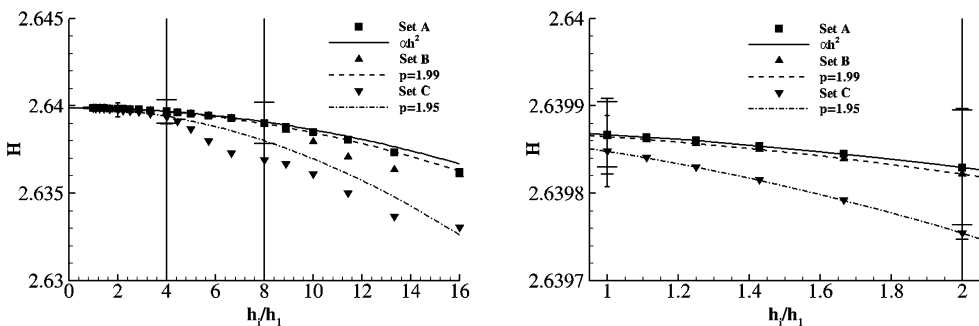 2.645
2.64
2.635
2.63
H
0 2 4 6 8 10 12 14 16
h_i/h_1
Set A
αh²
Set B
p=1.99
Set C
p=1.95
2.64
2.6399
2.6398
2.6397
H
1 1.2 1.4 1.6 1.8 2
h_i/h_1
Set A
αh²
Set B
p=1.99
Set C
p=1.95